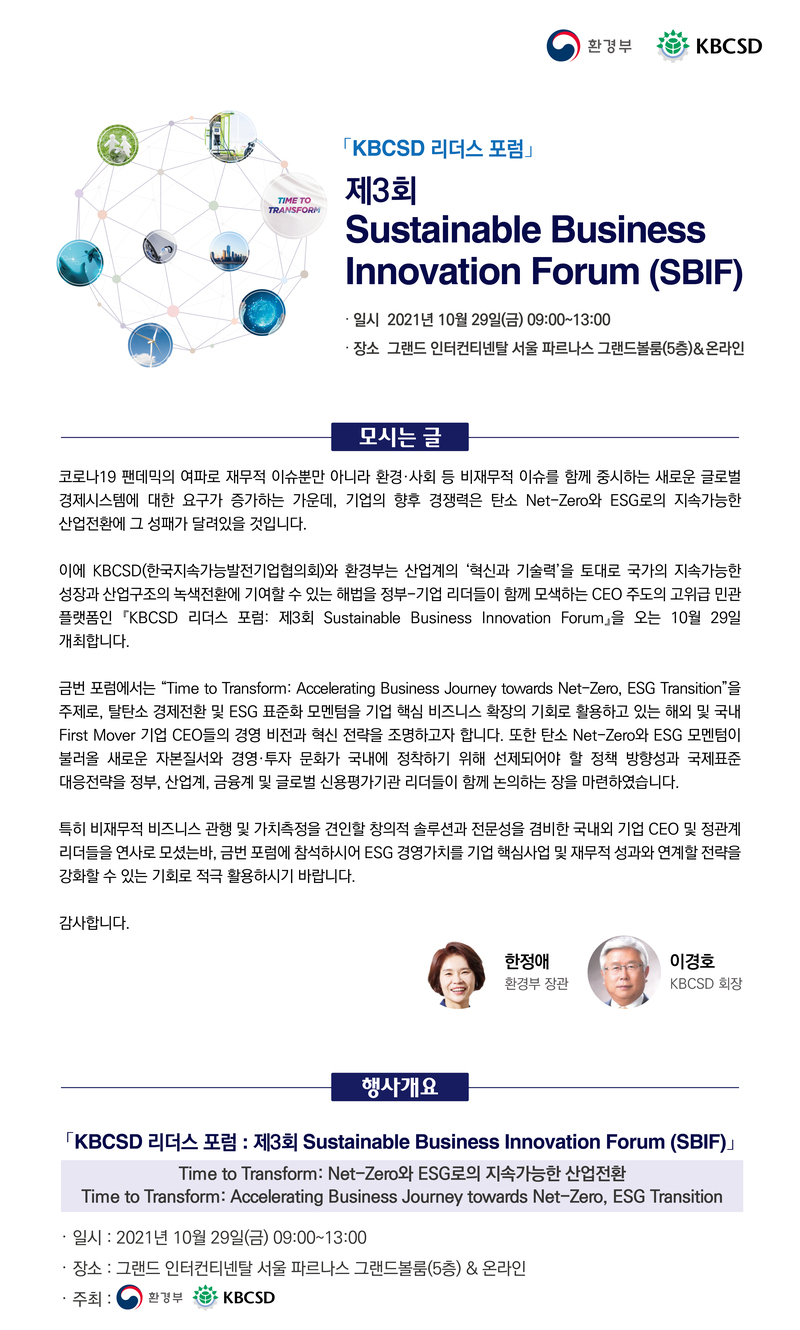 환경부 KBCSD
「KBCSD 리더스 포럼」
제3회
Sustainable Business
Innovation Forum (SBIF)
TIME TO
TRANSFORM
· 일시 2021년 10월 29일(금) 09:00~13:00
· 장소 그랜드 인터컨티넨탈 서울 파르나스 그랜드볼룸(5층)&온라인
모시는 글
코로나19 팬데믹의 여파로 재무적 이슈뿐만 아니라 환경·사회 등 비재무적 이슈를 함께 중시하는 새로운 글로벌
경제시스템에 대한 요구가 증가하는 가운데, 기업의 향후 경쟁력은 탄소 Net-Zero와 ESG로의 지속가능한
산업전환에 그 성패가 달려있을 것입니다.
이에 KBCSD(한국지속가능발전기업협의회)와 환경부는 산업계의 ‘혁신과 기술력’을 토대로 국가의 지속가능한
성장과 산업구조의 녹색전환에 기여할 수 있는 해법을 정부-기업 리더들이 함께 모색하는 CEO 주도의 고위급 민관
플랫폼인 『KBCSD 리더스 포럼: 제3회 Sustainable Business Innovation Forum』을 오는 10월 29일
개최합니다.
금번 포럼에서는 “Time to Transform: Accelerating Business Journey towards Net-Zero, ESG Transition”을
주제로, 탈탄소 경제전환 및 ESG 표준화 모멘텀을 기업 핵심 비즈니스 확장의 기회로 활용하고 있는 해외 및 국내
First Mover 기업 CEO들의 경영 비전과 혁신 전략을 조명하고자 합니다. 또한 탄소 Net-Zero와 ESG 모멘텀이
불러올 새로운 자본질서와 경영·투자 문화가 국내에 정착하기 위해 선제되어야 할 정책 방향성과 국제표준
대응전략을 정부, 산업계, 금융계 및 글로벌 신용평가기관 리더들이 함께 논의하는 장을 마련하였습니다.
특히 비재무적 비즈니스 관행 및 가치측정을 견인할 창의적 솔루션과 전문성을 겸비한 국내외 기업 CEO 및 정관계
리더들을 연사로 모셨는바, 금번 포럼에 참석하시어 ESG 경영가치를 기업 핵심사업 및 재무적 성과와 연계할 전략을
강화할 수 있는 기회로 적극 활용하시기 바랍니다.
감사합니다.
한정애
환경부 장관
이경호
KBCSD 회장
행사개요
「KBCSD 리더스 포럼 : 제3회 Sustainable Business Innovation Forum (SBIF)」
Time to Transform: Net-Zero와 ESG로의 지속가능한 산업전환
Time to Transform: Accelerating Business Journey towards Net-Zero, ESG Transition
· 일시 : 2021년 10월 29일(금) 09:00~13:00
· 장소 : 그랜드 인터컨티넨탈 서울 파르나스 그랜드볼룸(5층) & 온라인
· 주최 : 환경부 KBCSD